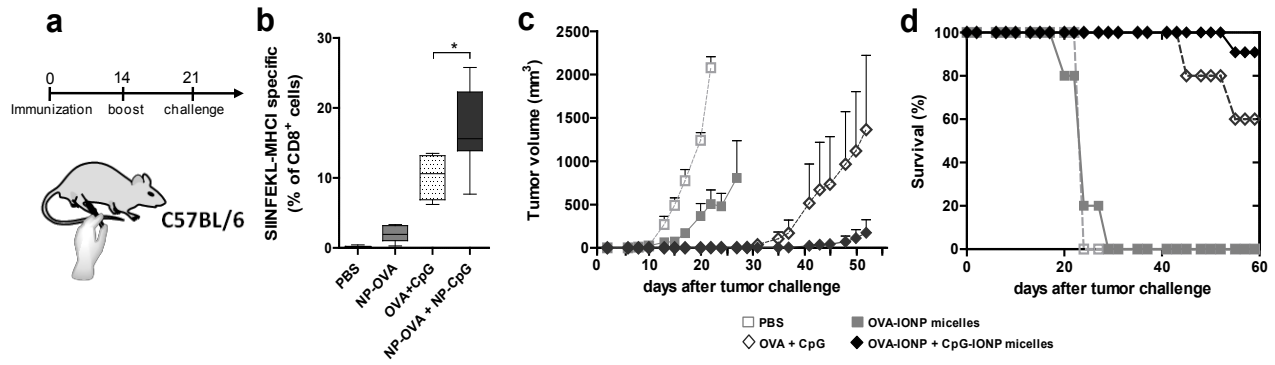 a
0 14 21
Immunization boost challenge
C57BL/6
b
SIINFEKL-MHCI specific
(% of CD8⁺ cells)
30
20
10
0
PBS
NP-OVA
OVA+CpG
NP-OVA + NP-CpG
*
c
Tumor volume (mm³)
2500
2000
1500
1000
500
0
0 10 20 30 40 50
days after tumor challenge
d
Survival (%)
100
80
60
40
20
0
0 20 40 60
days after tumor challenge
PBS OVA-IONP micelles
OVA + CpG OVA-IONP + CpG-IONP micelles